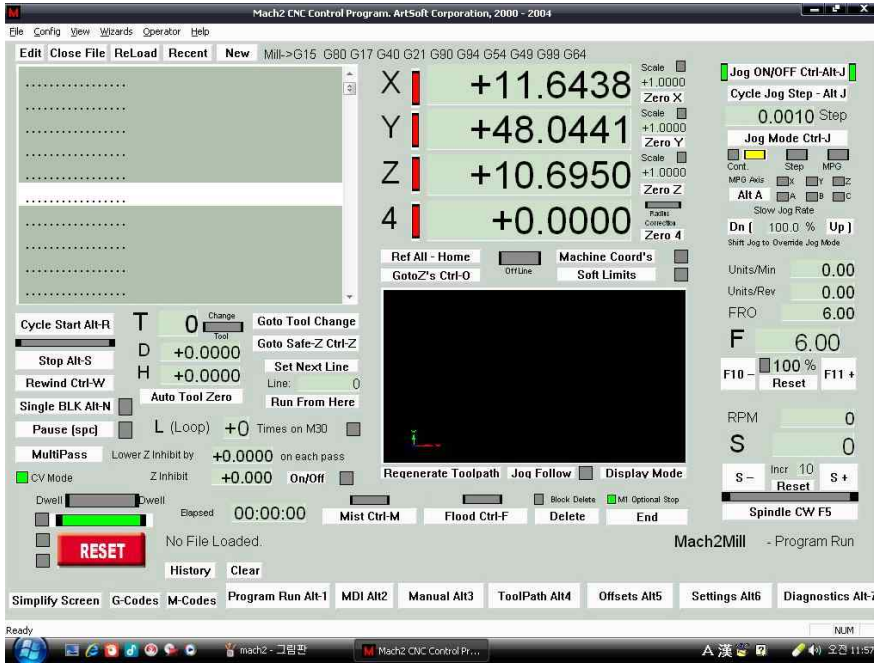 Mach2 CNC Control Program. ArtSoft Corporation, 2000 - 2004
File Config View Wizards Operator Help
Edit Close File ReLoad Recent New Mill->G15 G80 G17 G40 G21 G90 G94 G54 G49 G99 G64
X +11.6438 Scale +1.0000 Zero X
Y +48.0441 Scale +1.0000 Zero Y
Z +10.6950 Scale +1.0000 Zero Z
4 +0.0000 Radius Correction Zero 4
Ref All - Home OffLine Machine Coord's
GotoZ's Ctrl-O Soft Limits
Jog ON/OFF Ctrl-Alt-J
Cycle Jog Step - Alt J
0.0010 Step
Jog Mode Ctrl-J
Cont. Step MPG
MPG Axis X Y Z
Alt A A B C
Slow Jog Rate
Dn ( 100.0 % Up )
Shift Jog to Override Jog Mode
Units/Min 0.00
Units/Rev 0.00
FRO 6.00
F 6.00
F10 - 100 % Reset F11 +
RPM 0
S 0
S - Incr 10 Reset S +
Spindle CW F5
Cycle Start Alt-R
Stop Alt-S
Rewind Ctrl-W
Single BLK Alt-N
Pause (spc)
MultiPass
CV Mode
T 0 Change Tool
D +0.0000
H +0.0000
Auto Tool Zero
Goto Tool Change
Goto Safe-Z Ctrl-Z
Set Next Line
Line: 0
Run From Here
L (Loop) +0 Times on M30
Lower Z Inhibit by +0.0000 on each pass
Z Inhibit +0.000 On/Off
Regenerate Toolpath Jog Follow Display Mode
Dwell Dwell
Elapsed 00:00:00
Mist Ctrl-M Flood Ctrl-F
Block Delete Delete
M1 Optional Stop End
RESET
No File Loaded.
History Clear
Mach2Mill - Program Run
Simplify Screen G-Codes M-Codes Program Run Alt-1 MDI Alt2 Manual Alt3 ToolPath Alt4 Offsets Alt5 Settings Alt6 Diagnostics Alt-7
Ready NUM
mach2 - 그림판 Mach2 CNC Control Pr... A 漢 오전 11:57